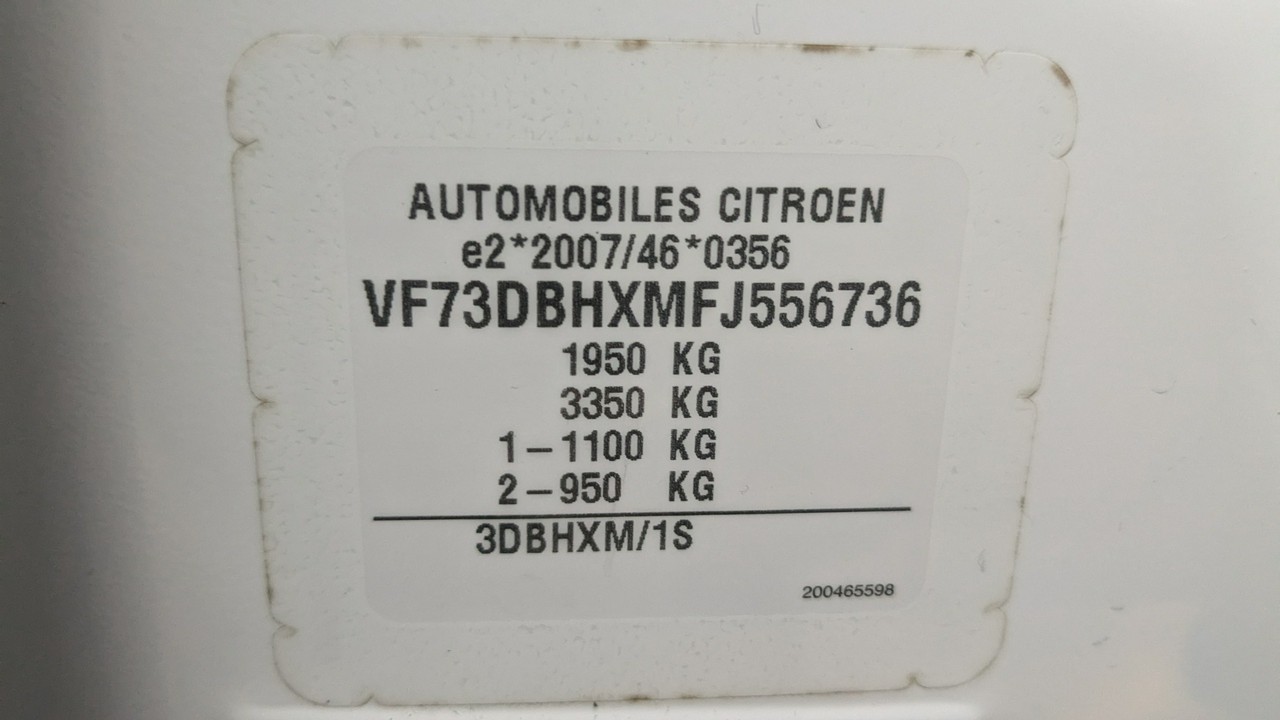 AUTOMOBILES CITROEN
e2*2007/46*0356
VF73DBHXMFJ556736
1950 KG
3350 KG
1-1100 KG
2-950 KG
3DBHXM/1S
200465598